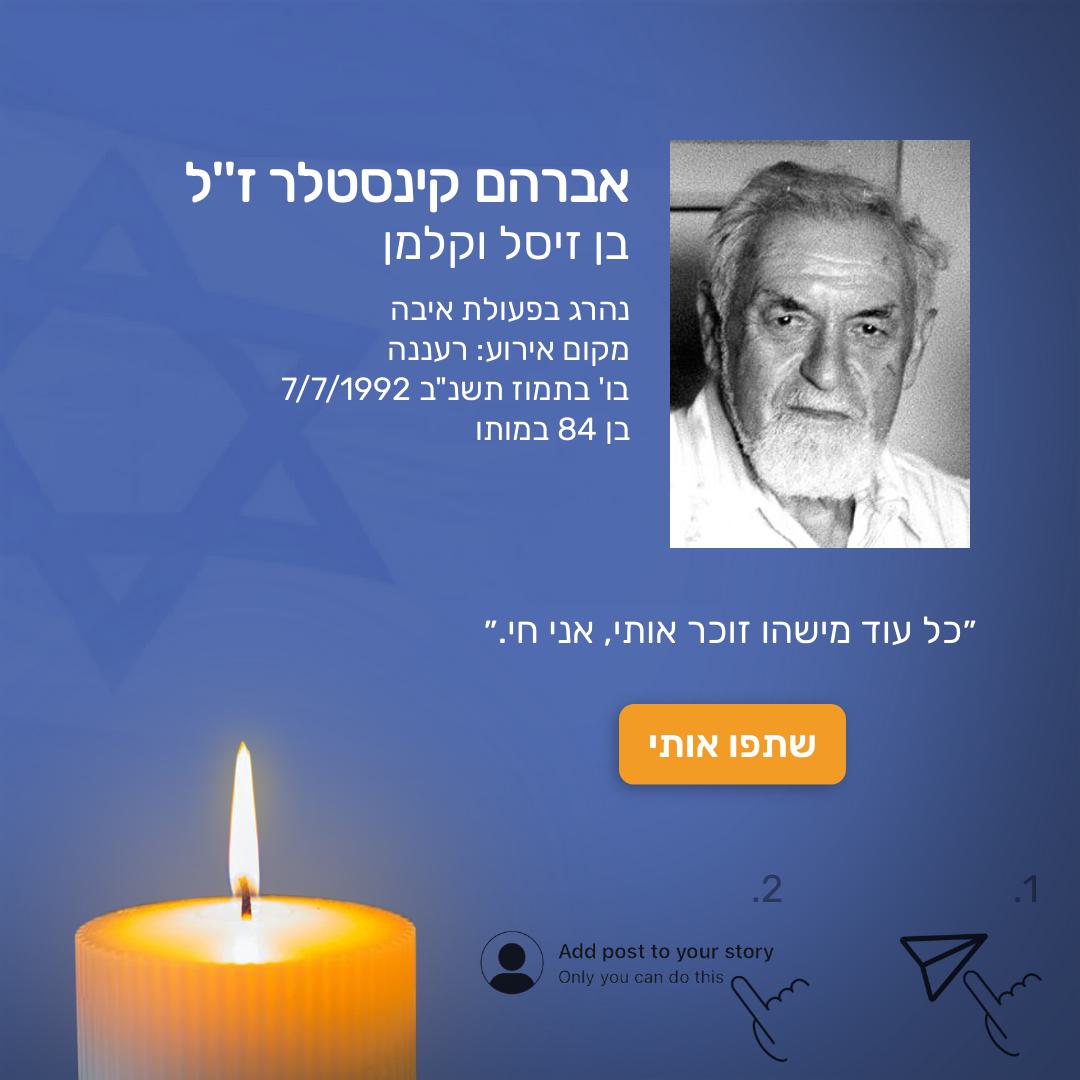 אברהם קינסטלר ז"ל
בן זיסל וקלמן
נהרג בפעולת איבה
מקום אירוע: רעננה
בו' בתמוז תשנ"ב 7/7/1992
בן 84 במותו
״כל עוד מישהו זוכר אותי, אני חי.״
שתפו אותי
1.
2.
Add post to your story
Only you can do this